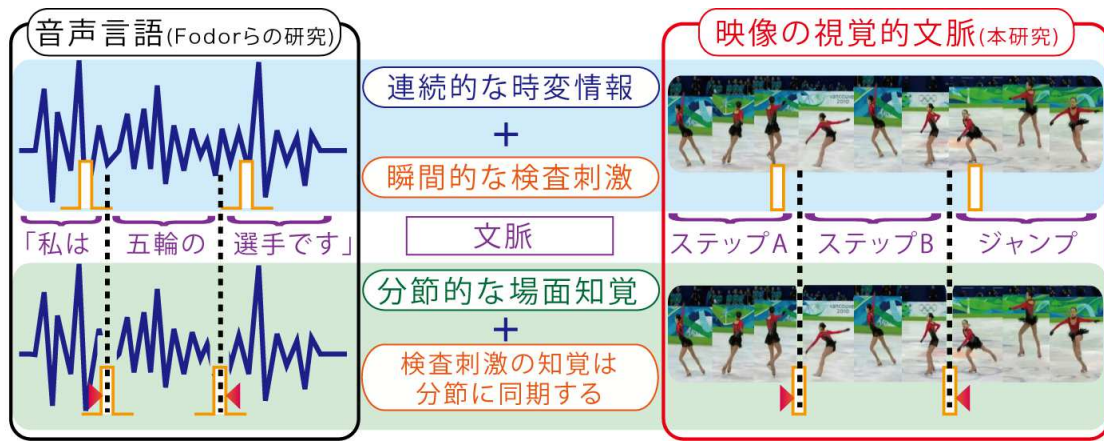 音声言語(Fodorらの研究)
映像の視覚的文脈(本研究)
連続的な時変情報
+
瞬間的な検査刺激
「私は 五輪の 選手です」
文脈
ステップA ステップB ジャンプ
分節的な場面知覚
+
検査刺激の知覚は
分節に同期する